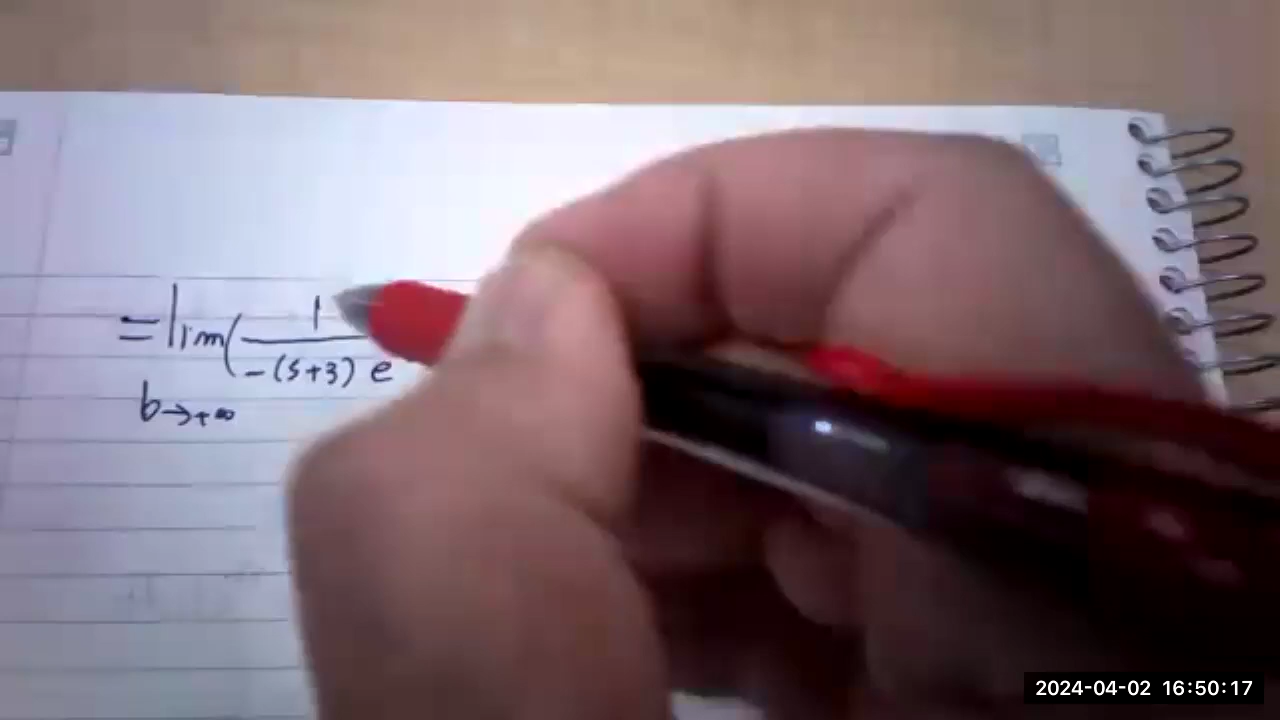 =lim(1/-(s+3) e
b→+∞
2024-04-02 16:50:17